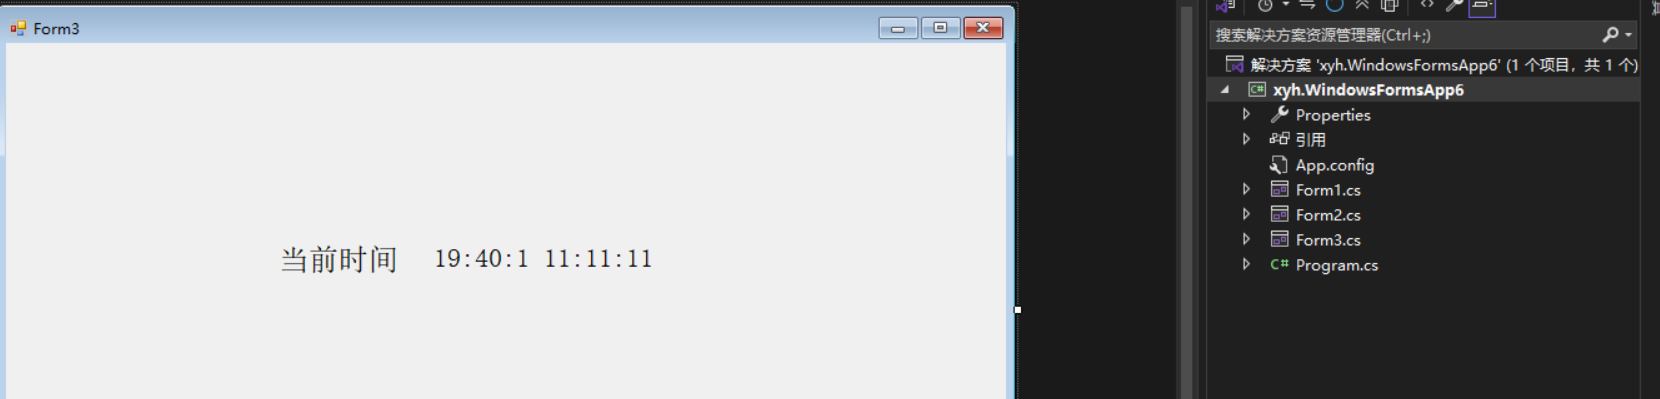 Form3
当前时间 19:40:1 11:11:11
搜索解决方案资源管理器(Ctrl+;)
解决方案 'xyh.WindowsFormsApp6' (1 个项目，共 1 个)
xyh.WindowsFormsApp6
Properties
引用
App.config
Form1.cs
Form2.cs
Form3.cs
C# Program.cs